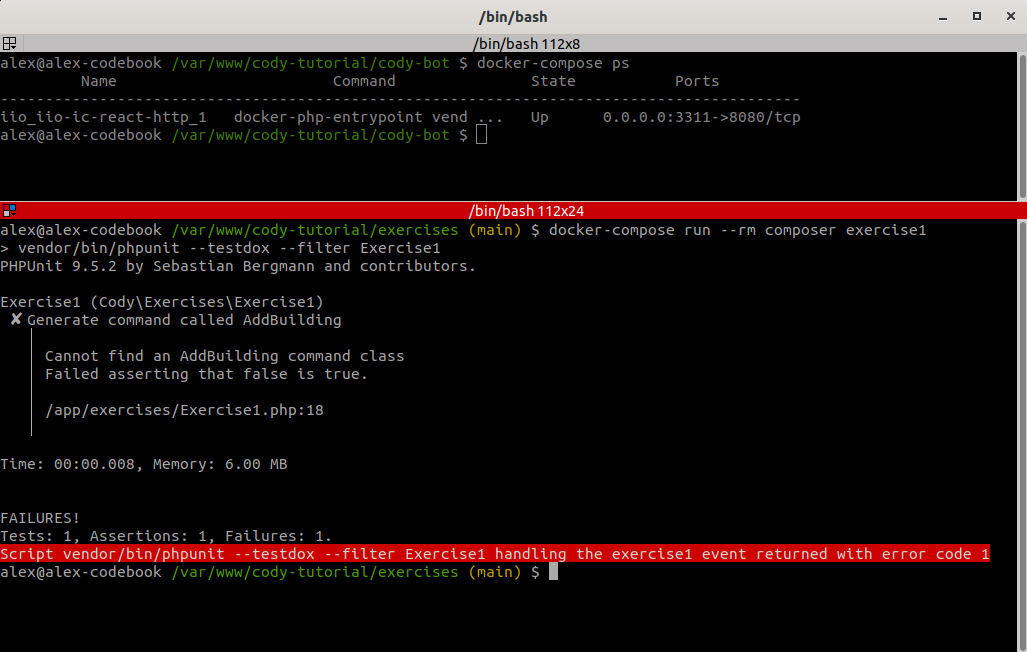 /bin/bash
/bin/bash 112x8
alex@alex-codebook /var/www/cody-tutorial/cody-bot $ docker-compose ps
Name Command State Ports
-----------------------------------------------------------------------------------------
iio_iio-ic-react-http_1 docker-php-entrypoint vend ... Up 0.0.0.0:3311->8080/tcp
alex@alex-codebook /var/www/cody-tutorial/cody-bot $
/bin/bash 112x24
alex@alex-codebook /var/www/cody-tutorial/exercises (main) $ docker-compose run --rm composer exercise1
> vendor/bin/phpunit --testdox --filter Exercise1
PHPUnit 9.5.2 by Sebastian Bergmann and contributors.
Exercise1 (Cody\Exercises\Exercise1)
✘ Generate command called AddBuilding
Cannot find an AddBuilding command class
Failed asserting that false is true.
/app/exercises/Exercise1.php:18
Time: 00:00.008, Memory: 6.00 MB
FAILURES!
Tests: 1, Assertions: 1, Failures: 1.
Script vendor/bin/phpunit --testdox --filter Exercise1 handling the exercise1 event returned with error code 1
alex@alex-codebook /var/www/cody-tutorial/exercises (main) $